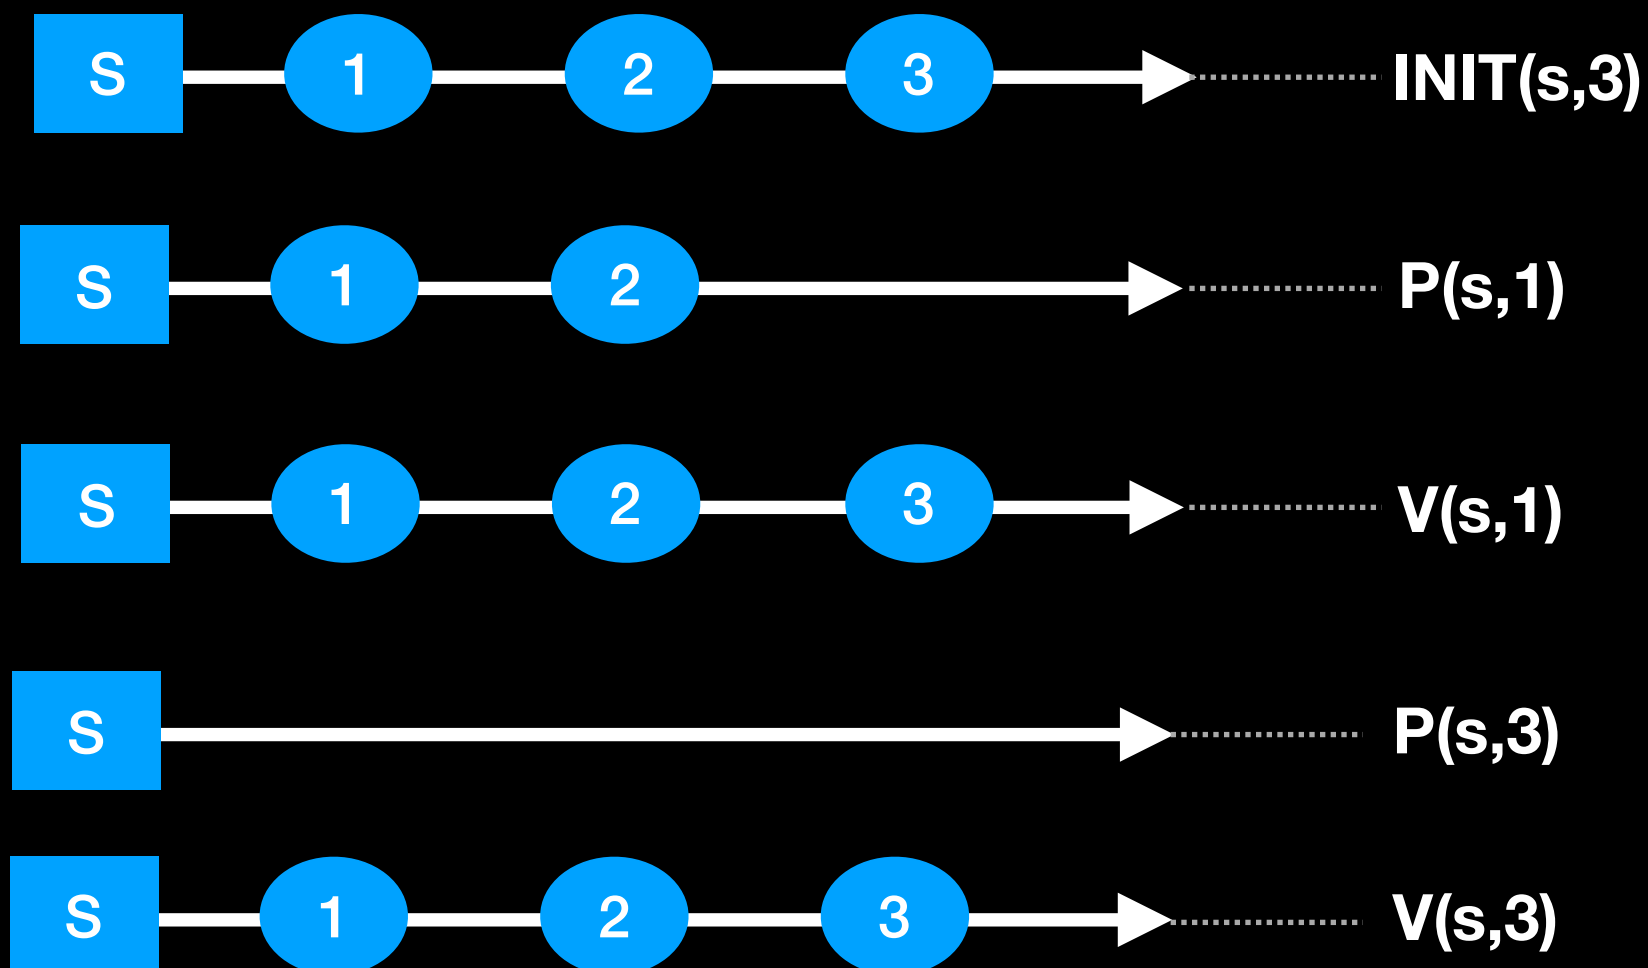 S 1 2 3 INIT(s,3)
S 1 2 P(s,1)
S 1 2 3 V(s,1)
S P(s,3)
S 1 2 3 V(s,3)